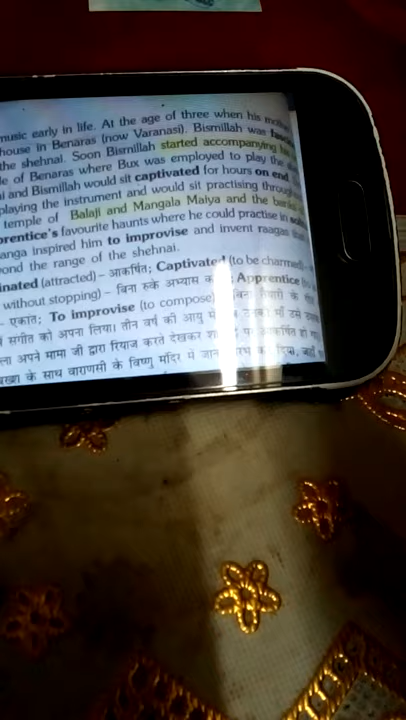 music early in life. At the age of three when his
house in Benaras (now Varanasi). Bismillah was
the shehnai. Soon Bismillah started accompanying
le of Benaras where Bux was employed to play the
i and Bismillah would sit captivated for hours on end
playing the instrument and would sit practising
temple of Balaji and Mangala Maiya and the
prentice's favourite haunts where he could practise in
anga inspired him to improvise and invent raagas
yond the range of the shehnai.
inated (attracted) – आकर्षित; Captivated (to be charmed)
without stopping) – बिना रुके अभ्यास; Apprentice
– एकांत; To improvise (to compose)
संगीत को अपना लिया। तीन वर्ष की आयु में
ला अपने मामा जी द्वारा रियाज करते देखकर
के साथ वाराणसी के विष्णु मंदिर में